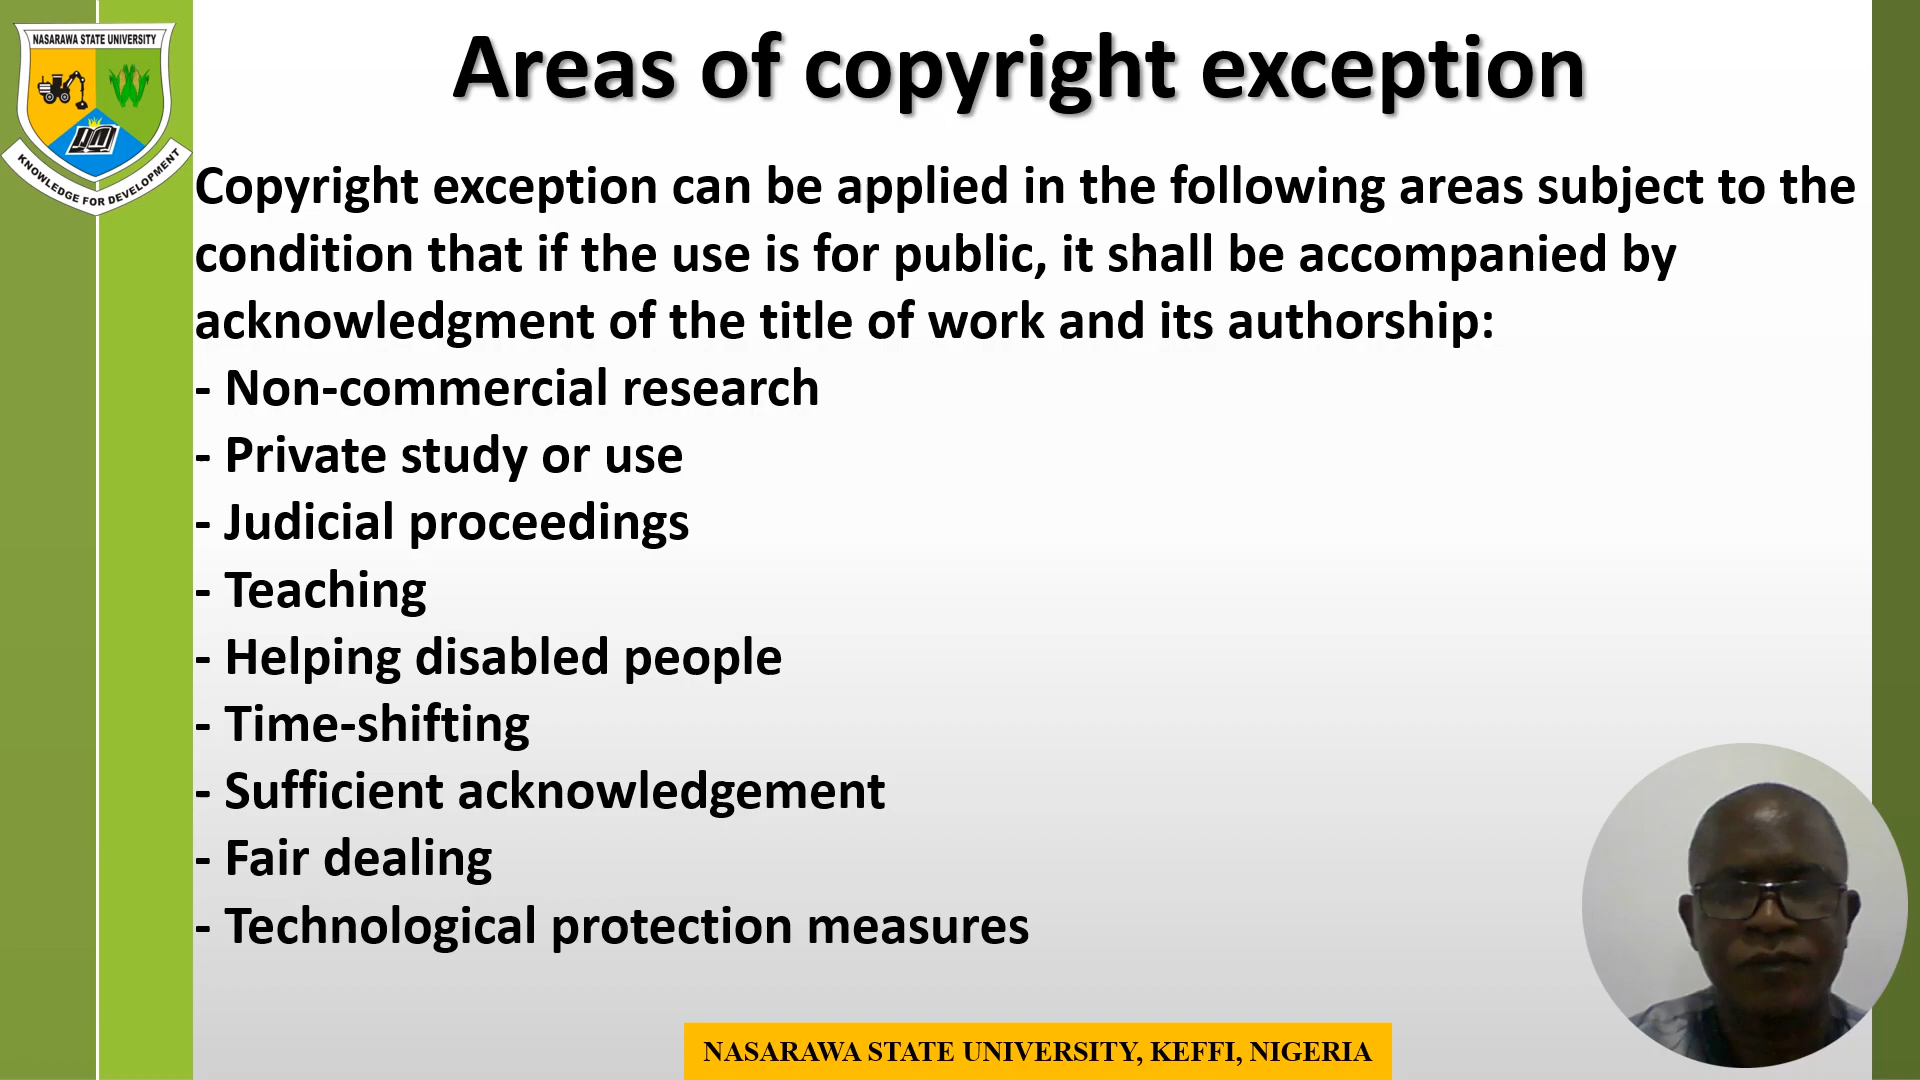 NASARAWA STATE UNIVERSITY
KNOWLEDGE FOR DEVELOPMENT
Areas of copyright exception
Copyright exception can be applied in the following areas subject to the
condition that if the use is for public, it shall be accompanied by
acknowledgment of the title of work and its authorship:
- Non-commercial research
- Private study or use
- Judicial proceedings
- Teaching
- Helping disabled people
- Time-shifting
- Sufficient acknowledgement
- Fair dealing
- Technological protection measures
NASARAWA STATE UNIVERSITY, KEFFI, NIGERIA